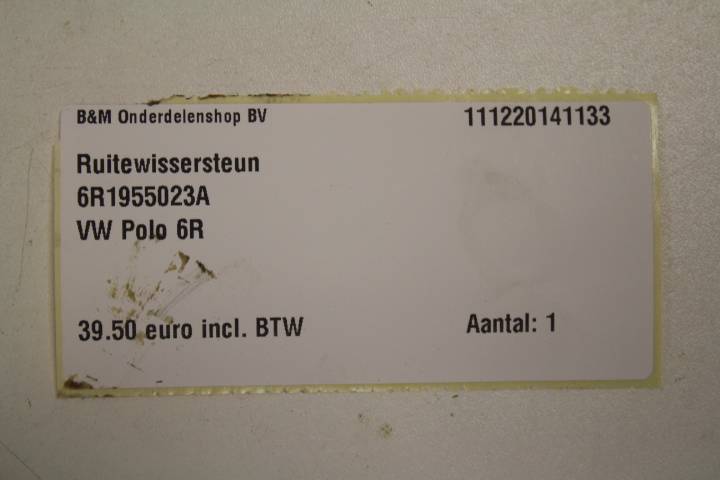 B&M Onderdelenshop BV 111220141133
Ruitewissersteun
6R1955023A
VW Polo 6R
39.50 euro incl. BTW Aantal: 1